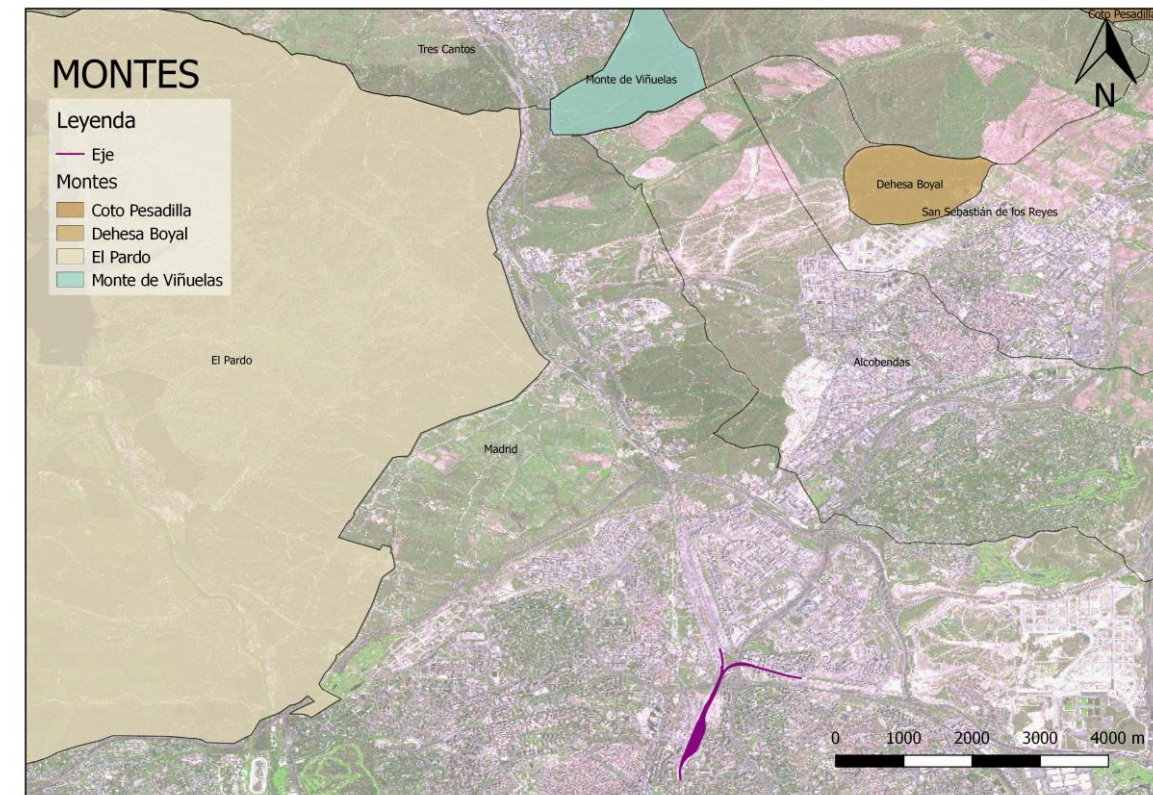 MONTES
Leyenda
Eje
Montes
Coto Pesadilla
Dehesa Boyal
El Pardo
Monte de Viñuelas
Coto Pesadilla
Tres Cantos
Monte de Viñuelas
N
Dehesa Boyal
San Sebastián de los Reyes
El Pardo
Alcobendas
Madrid
0 1000 2000 3000 4000 m